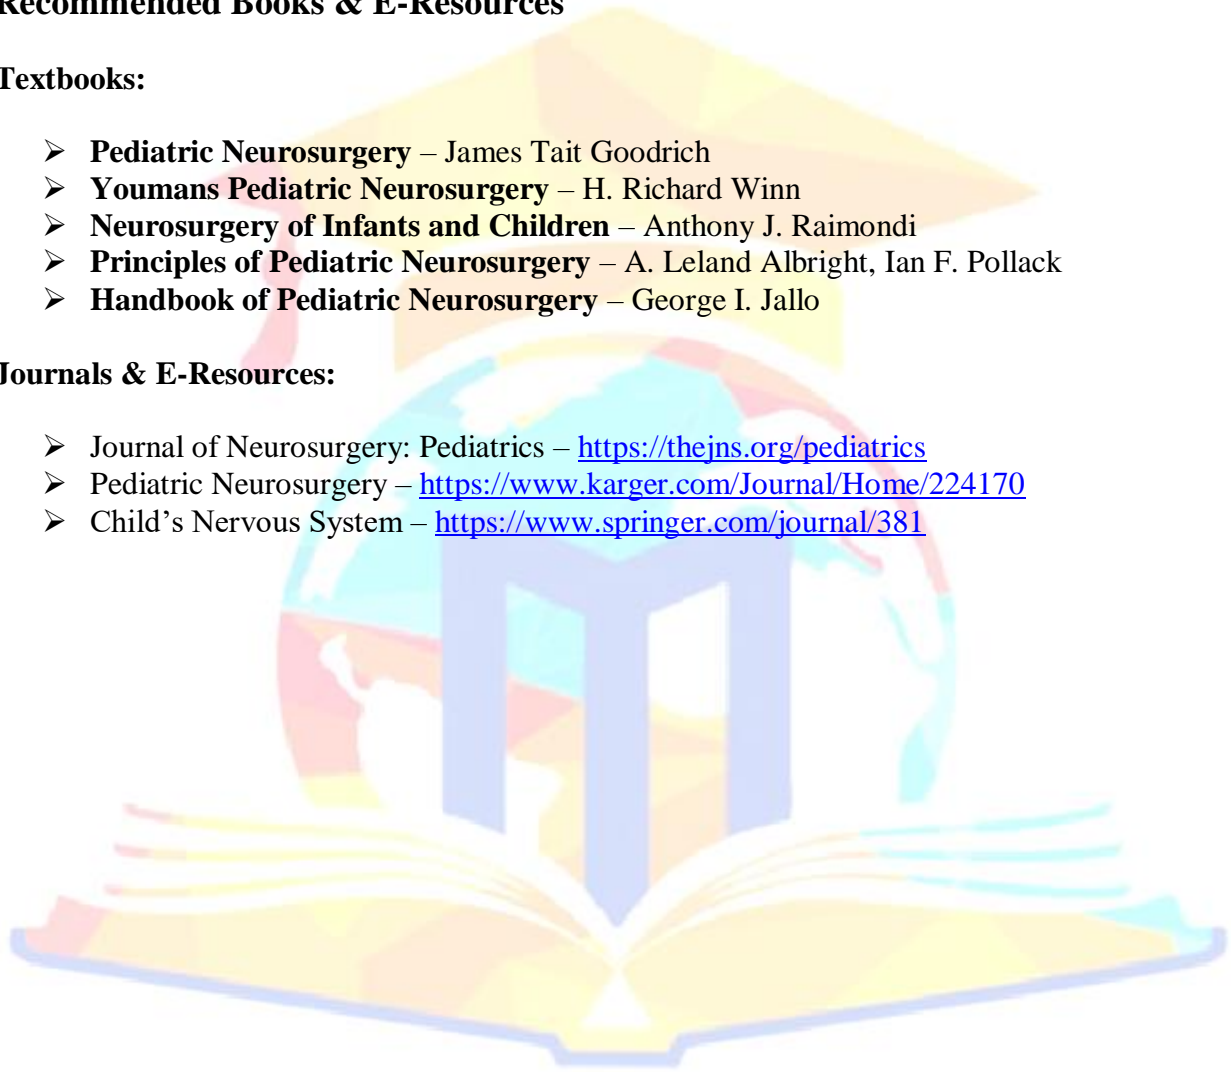 Recommended Books & E-Resources
Textbooks:
➢ Pediatric Neurosurgery – James Tait Goodrich
➢ Youmans Pediatric Neurosurgery – H. Richard Winn
➢ Neurosurgery of Infants and Children – Anthony J. Raimondi
➢ Principles of Pediatric Neurosurgery – A. Leland Albright, Ian F. Pollack
➢ Handbook of Pediatric Neurosurgery – George I. Jallo
Journals & E-Resources:
➢ Journal of Neurosurgery: Pediatrics – https://thejns.org/pediatrics
➢ Pediatric Neurosurgery – https://www.karger.com/Journal/Home/224170
➢ Child’s Nervous System – https://www.springer.com/journal/381